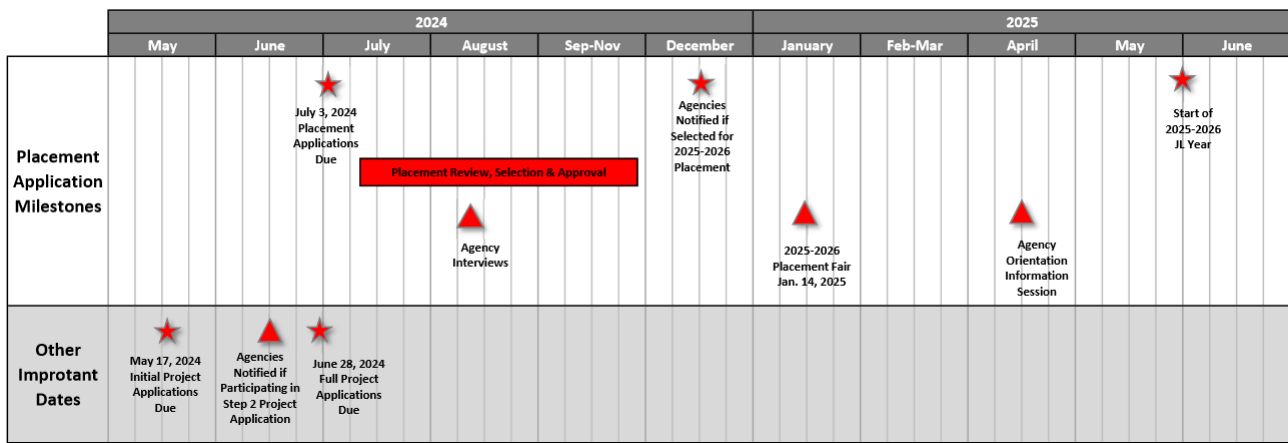 2024
2025
May
June
July
August
Sep-Nov
December
January
Feb-Mar
April
May
June
Placement
Application
Milestones
July 3, 2024
Placement
Applications
Due
Placement Review, Selection & Approval
Agency
Interviews
Agencies
Notified if
Selected for
2025-2026
Placement
2025-2026
Placement Fair
Jan. 14, 2025
Agency
Orientation
Information
Session
Start of
2025-2026
JL Year
Other
Improtant
Dates
May 17, 2024
Initial Project
Applications
Due
Agencies
Notified if
Participating in
Step 2 Project
Application
June 28, 2024
Full Project
Applications
Due